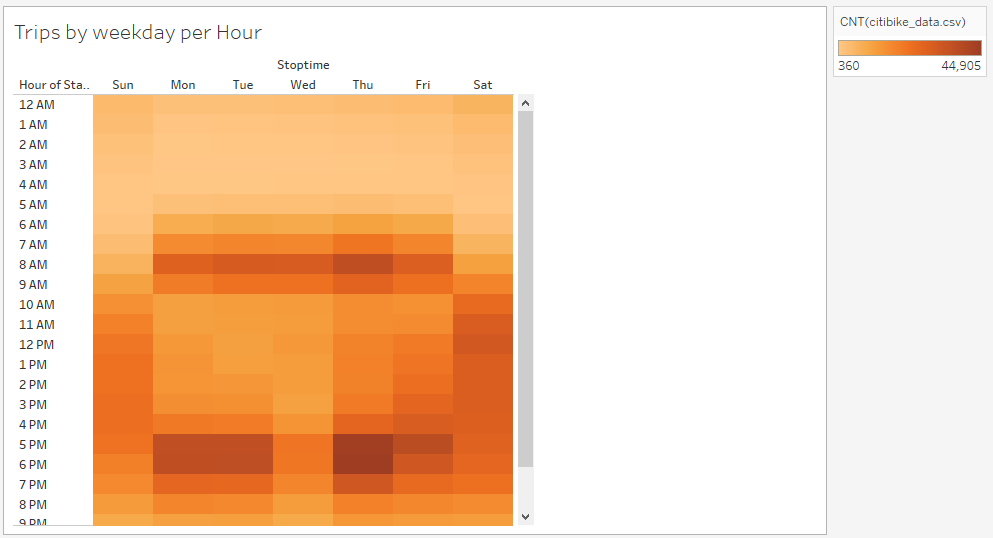 Trips by weekday per Hour
CNT(citibike_data.csv)
360 44,905
Stoptime
Hour of Sta.. Sun Mon Tue Wed Thu Fri Sat
12 AM
1 AM
2 AM
3 AM
4 AM
5 AM
6 AM
7 AM
8 AM
9 AM
10 AM
11 AM
12 PM
1 PM
2 PM
3 PM
4 PM
5 PM
6 PM
7 PM
8 PM
9 PM